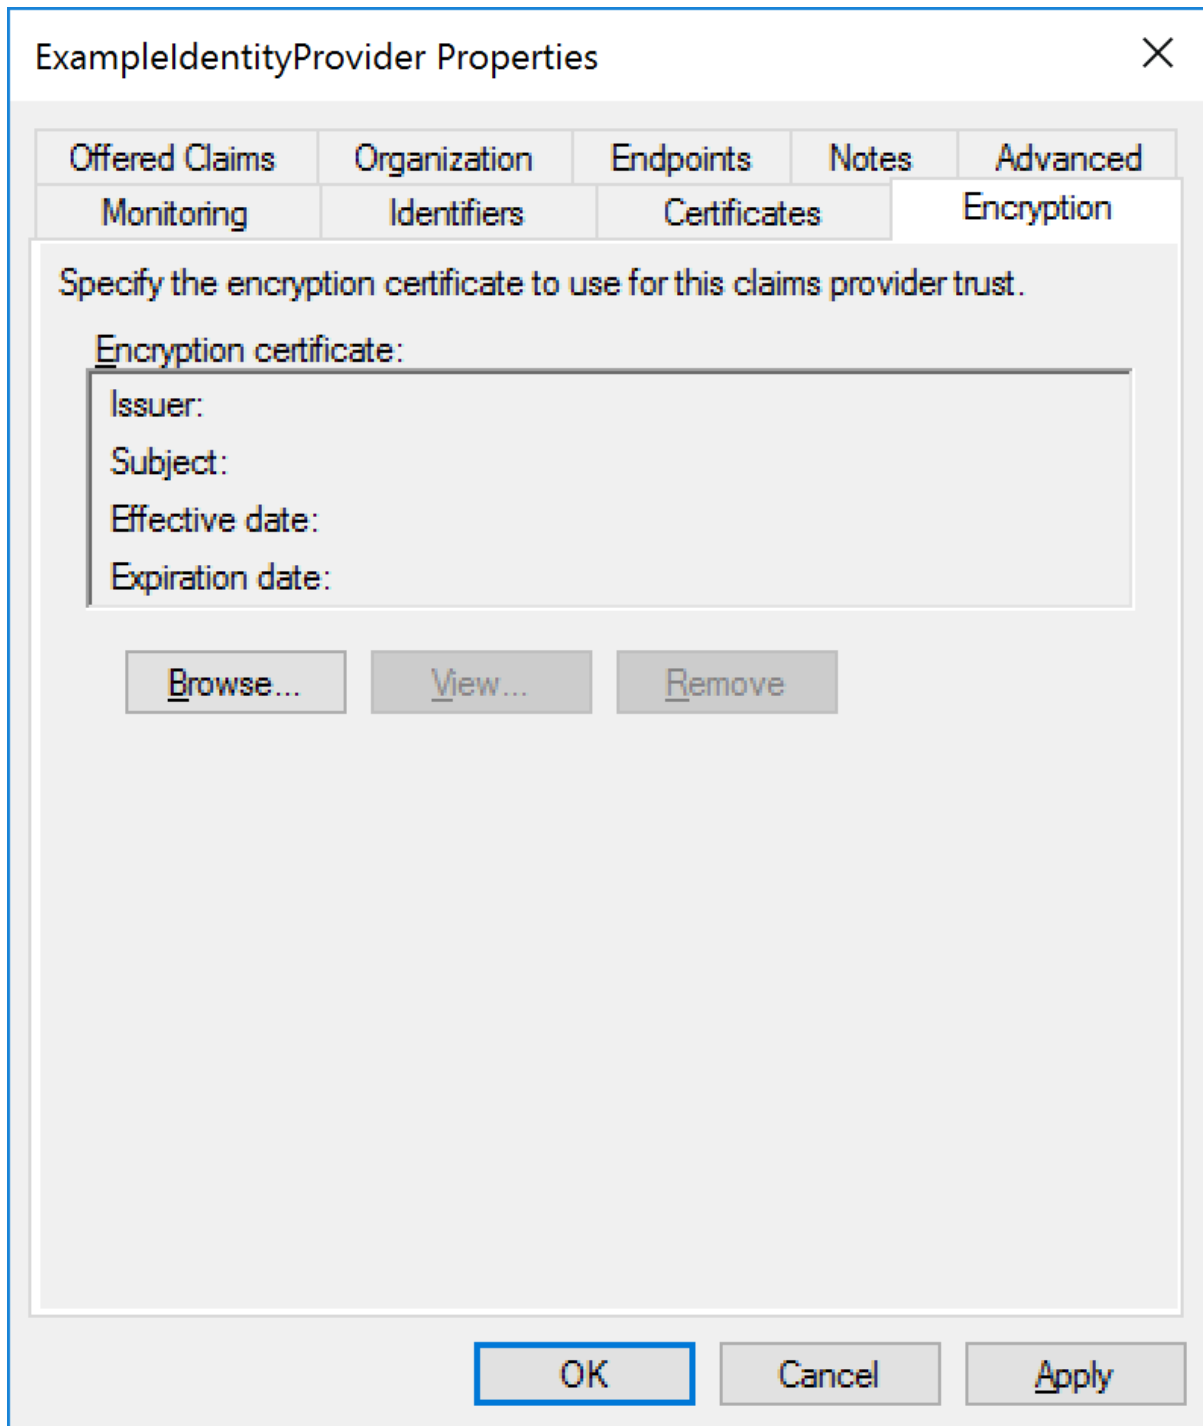 ExampleIdentityProvider Properties
Offered Claims Organization Endpoints Notes Advanced
Monitoring Identifiers Certificates Encryption
Specify the encryption certificate to use for this claims provider trust.
Encryption certificate:
Issuer:
Subject:
Effective date:
Expiration date:
Browse... View... Remove
OK Cancel Apply